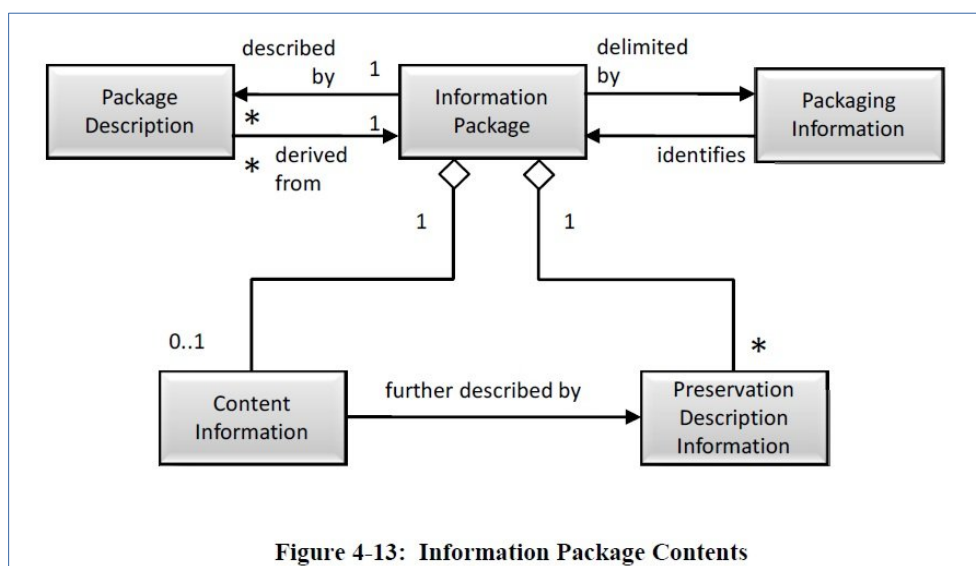 described
by
1
delimited
by
Package
Description
Information
Package
Packaging
Information
*
1
* derived
from
identifies
1
1
0..1
*
Content
Information
further described by
Preservation
Description
Information
Figure 4-13: Information Package Contents